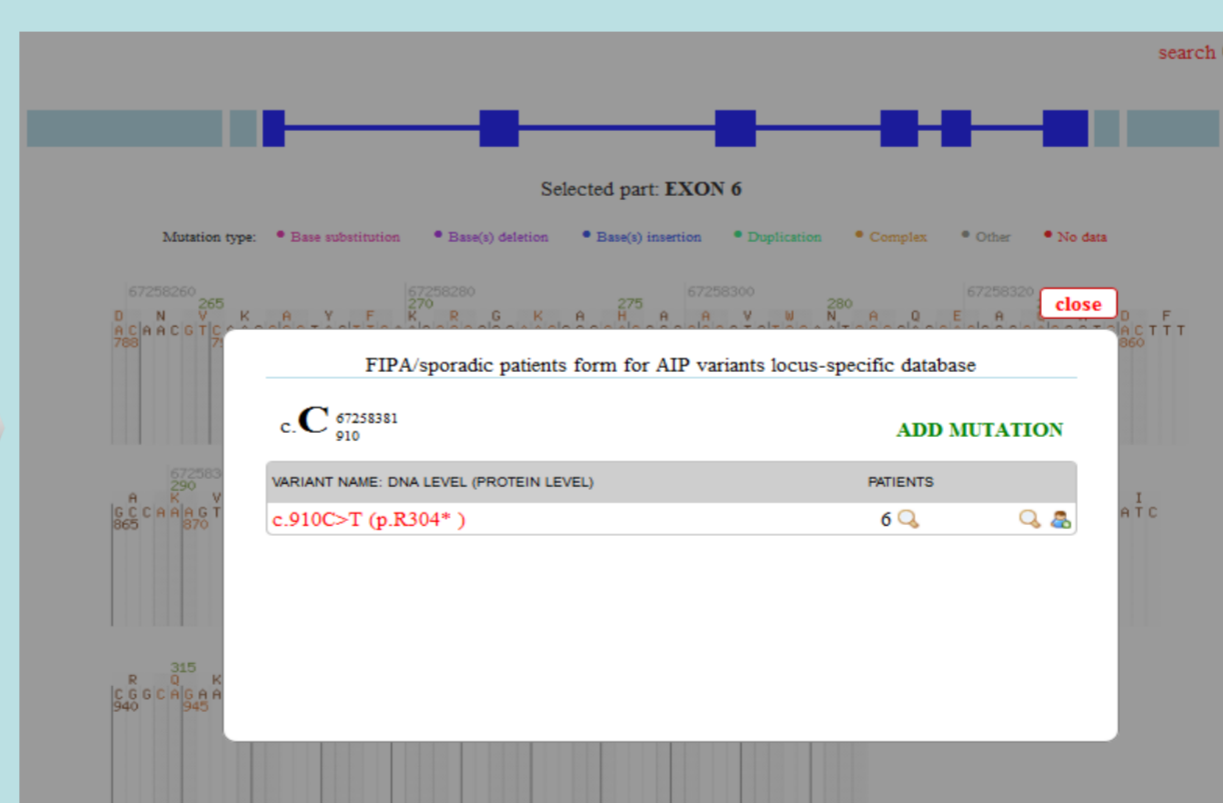 search
Selected part: EXON 6
Mutation type: Base substitution Base(s) deletion Base(s) insertion Duplication Complex Other No data
67258260 67258280 67258300 67258320
265 270 275 280
D N V K A Y F K R G K A H A A V W N A Q E A D F
close
788 860
FIPA/sporadic patients form for AIP variants locus-specific database
c.C 67258381
910
ADD MUTATION
VARIANT NAME: DNA LEVEL (PROTEIN LEVEL) PATIENTS
c.910C>T (p.R304* ) 6
290
A K V I
G C C A A A G T A T C
865 870
315
R Q K
C G G C A G A A
940 945